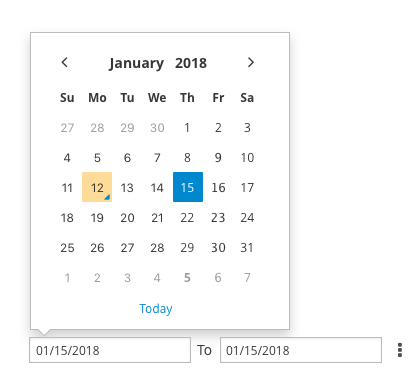 January 2018
Su Mo Tu We Th Fr Sa
27 28 29 30 1 2 3
4 5 6 7 8 9 10
11 12 13 14 15 16 17
18 19 20 21 22 23 24
25 26 27 28 29 30 31
1 2 3 4 5 6 7
Today
01/15/2018 To 01/15/2018